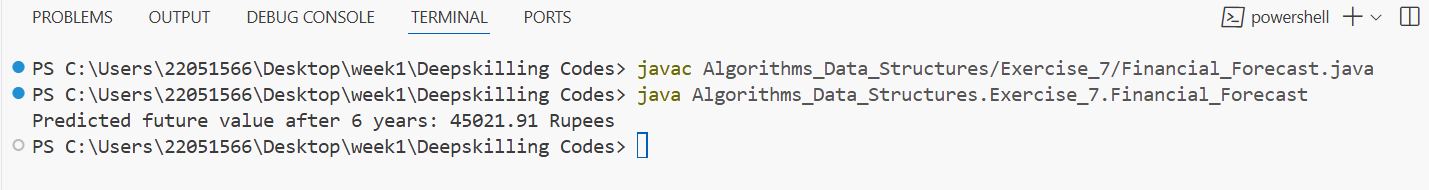 PROBLEMS OUTPUT DEBUG CONSOLE TERMINAL PORTS powershell
PS C:\Users\22051566\Desktop\week1\Deepskilling Codes> javac Algorithms_Data_Structures/Exercise_7/Financial_Forecast.java
PS C:\Users\22051566\Desktop\week1\Deepskilling Codes> java Algorithms_Data_Structures.Exercise_7.Financial_Forecast
Predicted future value after 6 years: 45021.91 Rupees
PS C:\Users\22051566\Desktop\week1\Deepskilling Codes>